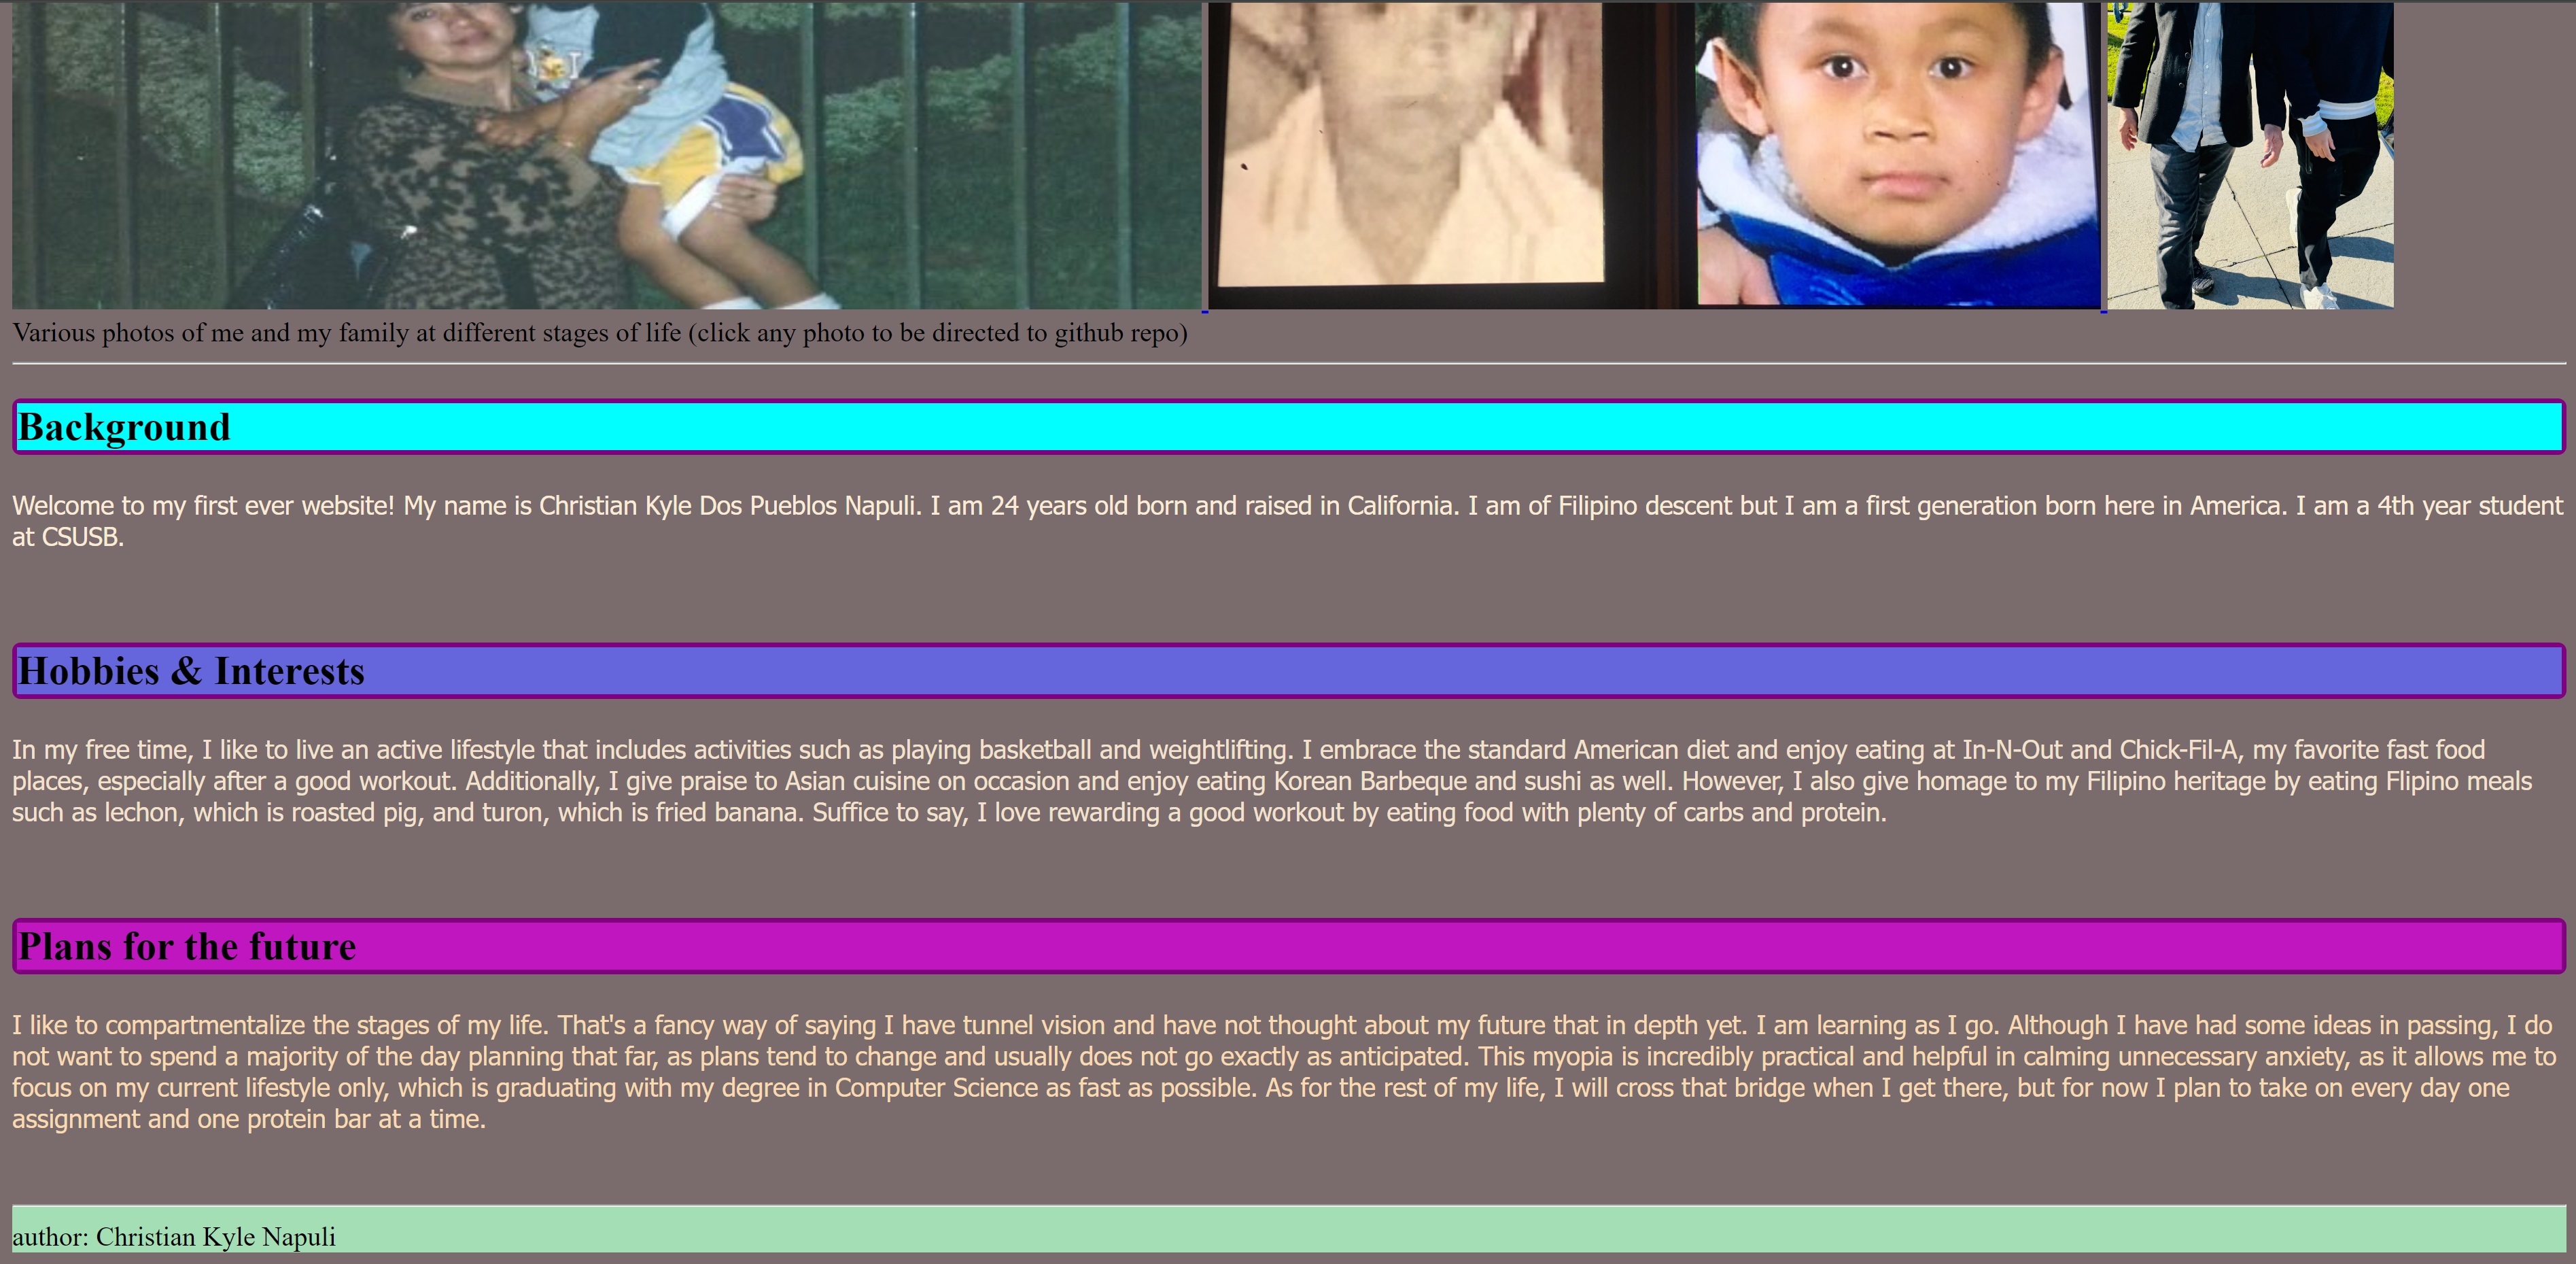 Various photos of me and my family at different stages of life (click any photo to be directed to github repo)
Background
Welcome to my first ever website! My name is Christian Kyle Dos Pueblos Napuli. I am 24 years old born and raised in California. I am of Filipino descent but I am a first generation born here in America. I am a 4th year student
at CSUSB.
Hobbies & Interests
In my free time, I like to live an active lifestyle that includes activities such as playing basketball and weightlifting. I embrace the standard American diet and enjoy eating at In-N-Out and Chick-Fil-A, my favorite fast food
places, especially after a good workout. Additionally, I give praise to Asian cuisine on occasion and enjoy eating Korean Barbeque and sushi as well. However, I also give homage to my Filipino heritage by eating Flipino meals
such as lechon, which is roasted pig, and turon, which is fried banana. Suffice to say, I love rewarding a good workout by eating food with plenty of carbs and protein.
Plans for the future
I like to compartmentalize the stages of my life. That's a fancy way of saying I have tunnel vision and have not thought about my future that in depth yet. I am learning as I go. Although I have had some ideas in passing, I do
not want to spend a majority of the day planning that far, as plans tend to change and usually does not go exactly as anticipated. This myopia is incredibly practical and helpful in calming unnecessary anxiety, as it allows me to
focus on my current lifestyle only, which is graduating with my degree in Computer Science as fast as possible. As for the rest of my life, I will cross that bridge when I get there, but for now I plan to take on every day one
assignment and one protein bar at a time.
author: Christian Kyle Napuli